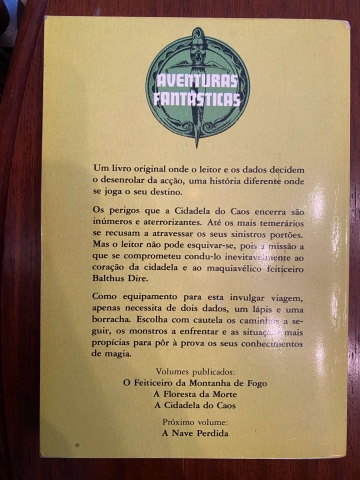 AVENTURAS
FANTÁSTICAS
Um livro original onde o leitor e os dados decidem
o desenrolar da acção, uma história diferente onde
se joga o seu destino.
Os perigos que a Cidadela do Caos encerra são
inúmeros e aterrorizantes. Até os mais temerários
se recusam a atravessar os seus sinistros portões.
Mas o leitor não pode esquivar-se, pois a missão a
que se comprometeu condu-lo inevitavelmente ao
coração da cidadela e ao maquiavélico feiticeiro
Balthus Dire.
Como equipamento para esta invulgar viagem,
apenas necessita de dois dados, um lápis e uma
borracha. Escolha com cautela os caminhos a se-
guir, os monstros a enfrentar e as situações mais
propícias para pôr à prova os seus conhecimentos
de magia.
Volumes publicados:
O Feiticeiro da Montanha de Fogo
A Floresta da Morte
A Cidadela do Caos
Próximo volume:
A Nave Perdida